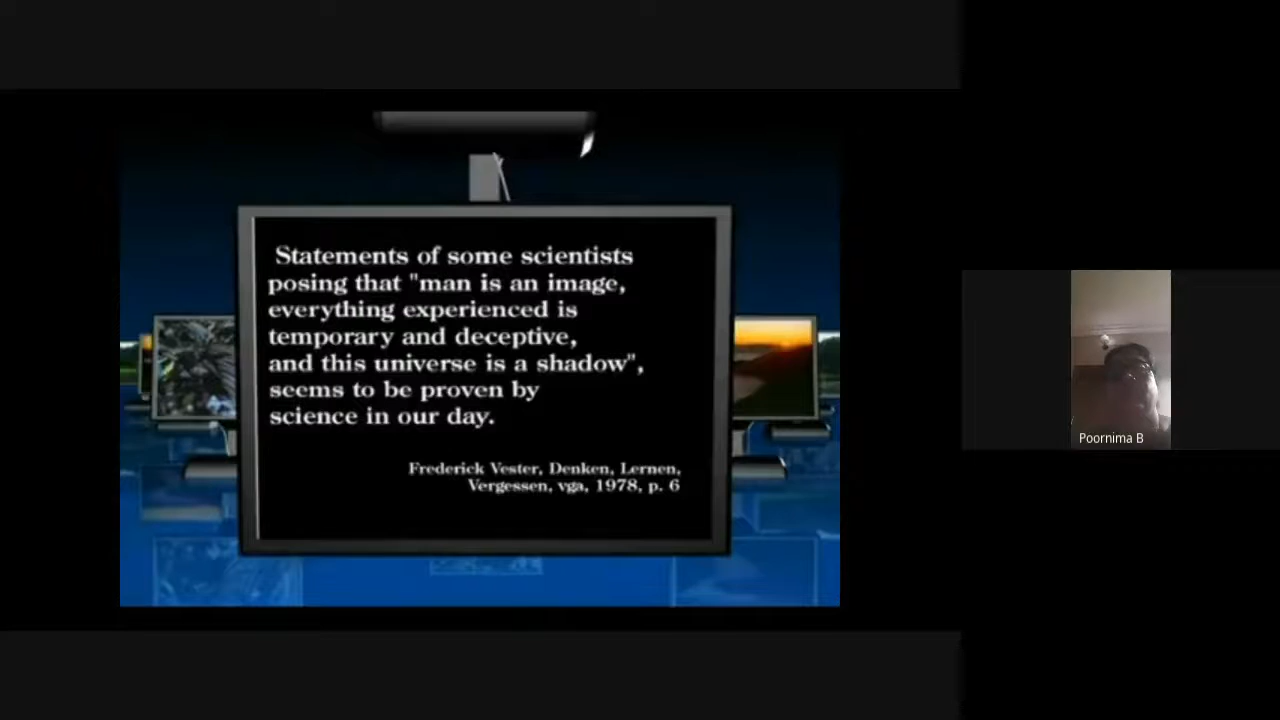 Statements of some scientists
posing that "man is an image,
everything experienced is
temporary and deceptive,
and this universe is a shadow",
seems to be proven by
science in our day.
Frederick Vester, Denken, Lernen,
Vergessen, vga, 1978, p. 6
Poornima B